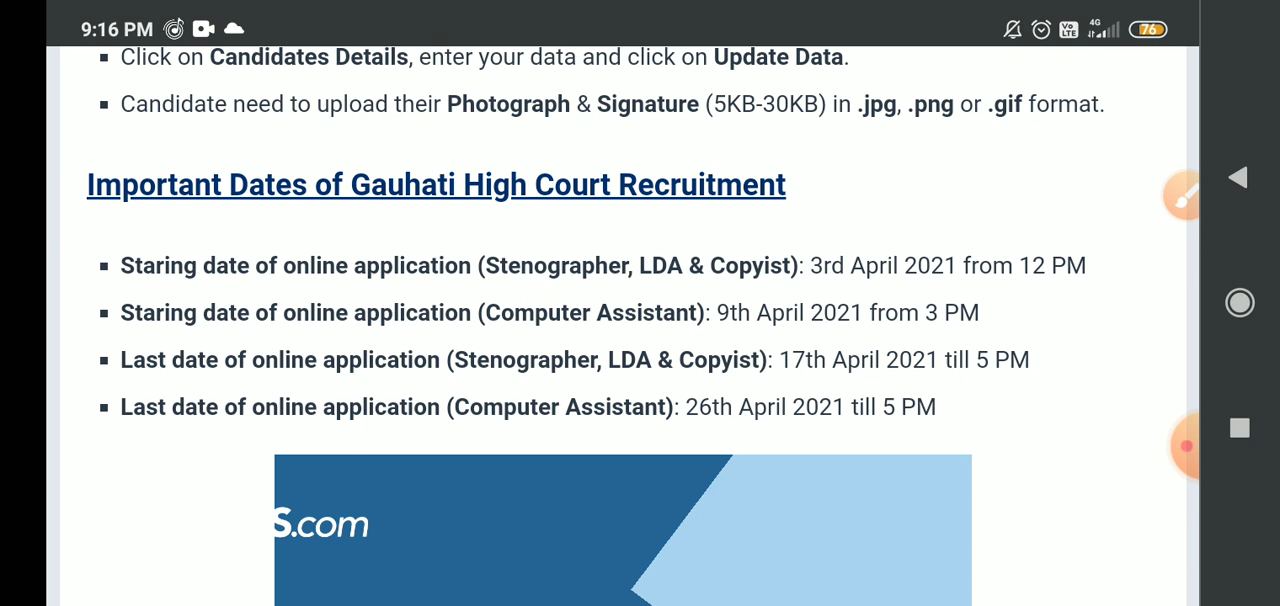 9:16 PM
Vo LTE 4G 76
Click on Candidates Details, enter your data and click on Update Data.
Candidate need to upload their Photograph & Signature (5KB-30KB) in .jpg, .png or .gif format.
Important Dates of Gauhati High Court Recruitment
Staring date of online application (Stenographer, LDA & Copyist): 3rd April 2021 from 12 PM
Staring date of online application (Computer Assistant): 9th April 2021 from 3 PM
Last date of online application (Stenographer, LDA & Copyist): 17th April 2021 till 5 PM
Last date of online application (Computer Assistant): 26th April 2021 till 5 PM
S.com